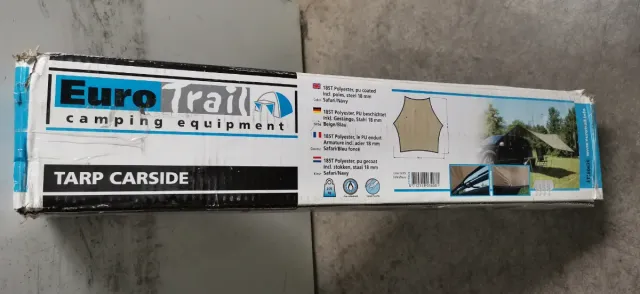 Euro Trail
camping equipment
TARP CARSIDE
185T Polyester, pu coated
incl. poles, steel 18 mm
Safari/Navy
185T Polyester, PU beschichtet
inkl. Gestänge, Stahl 18 mm
Beige/Blau
185T Polyester, le PU enduit
Armature incl. acier 18 mm
Safari/Bleu foncé
185T Polyester, pu gecoat
incl. stokken, staal 18 mm
Safari/Navy